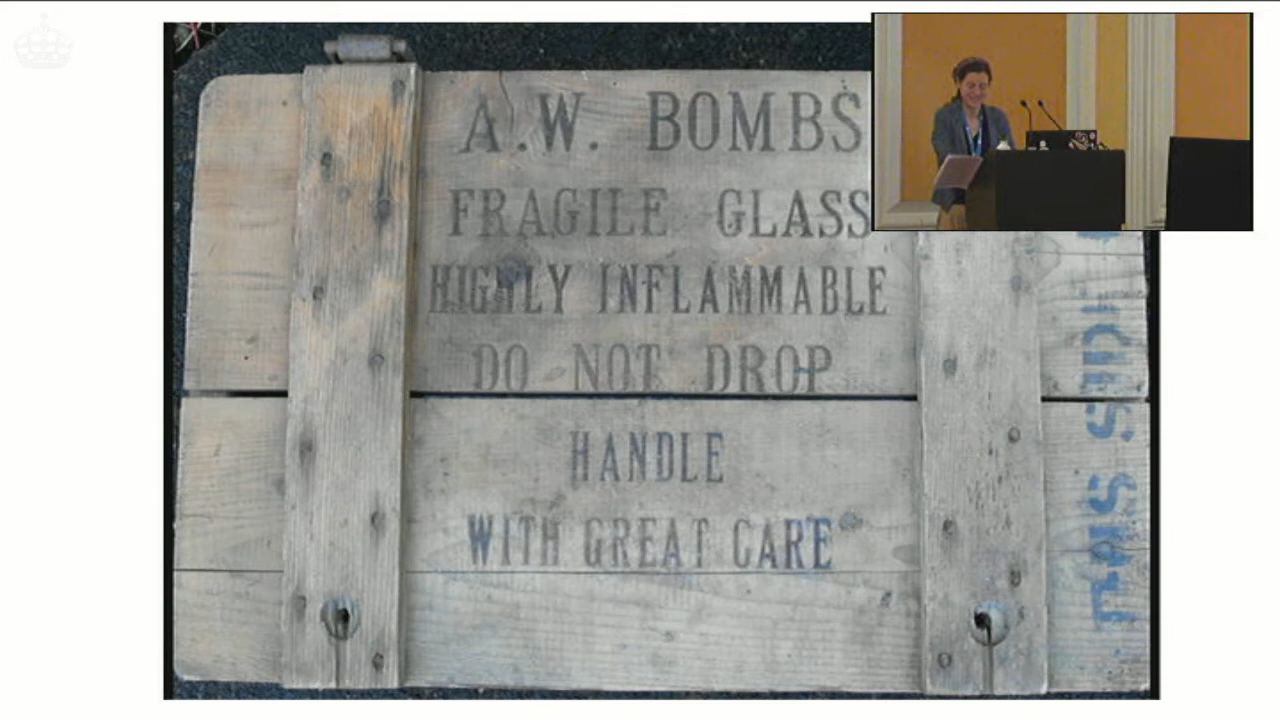 A.W. BOMBS
FRAGILE GLASS
HIGHLY INFLAMMABLE
DO NOT DROP
HANDLE
WITH GREAT CARE